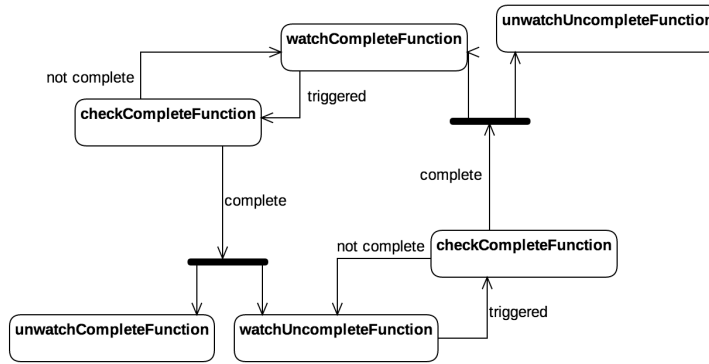 unwatchUncompleteFunction
watchCompleteFunction
not complete
triggered
checkCompleteFunction
complete
complete
not complete
checkCompleteFunction
triggered
unwatchCompleteFunction
watchUncompleteFunction